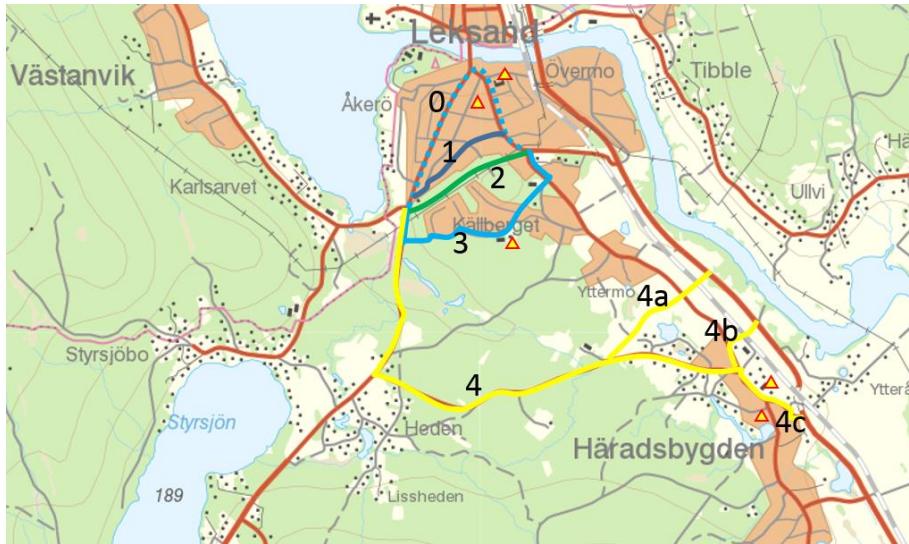 Leksand
Västanvik
Övermo
Tibble
Åkerö
0
1
Karlsarvet
2
Ullvi
Källberget
3
Yttermo
4a
4b
Styrsjöbo
4
Styrsjön
Heden
4c
Häradsbygden
189
Lissheden